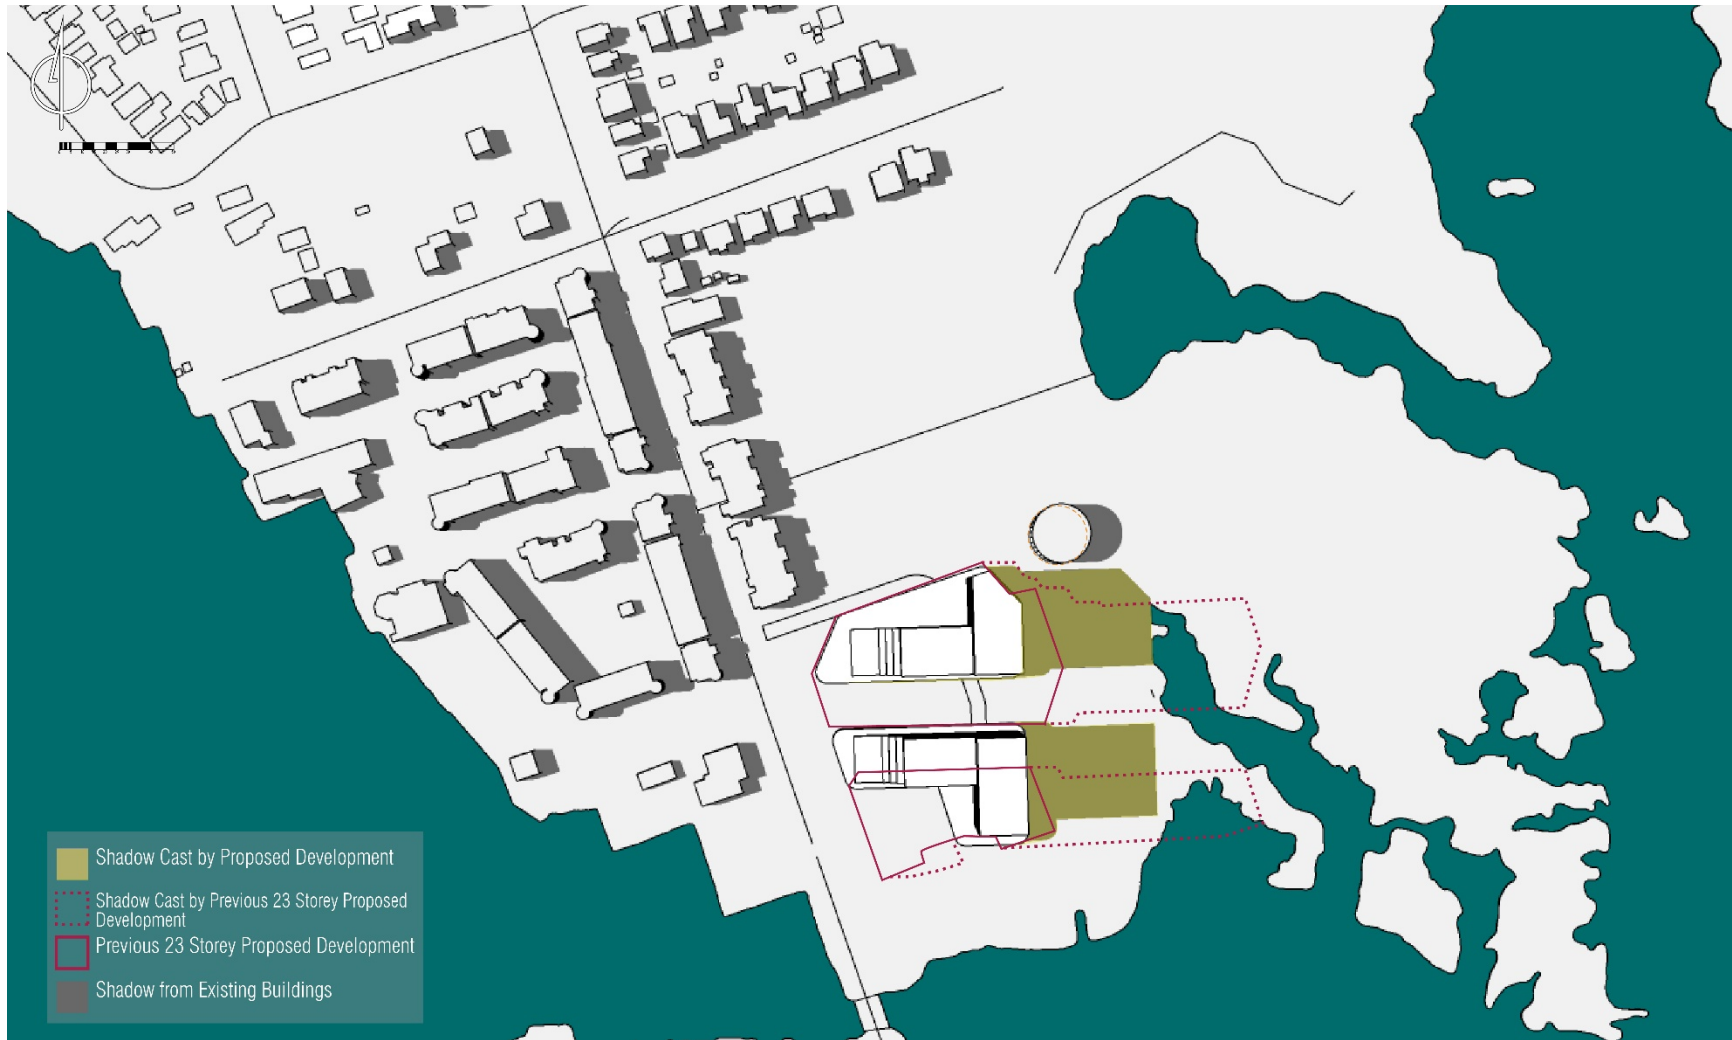 Shadow Cast by Proposed Development
Shadow Cast by Previous 23 Storey Proposed
Development
Previous 23 Storey Proposed Development
Shadow from Existing Buildings